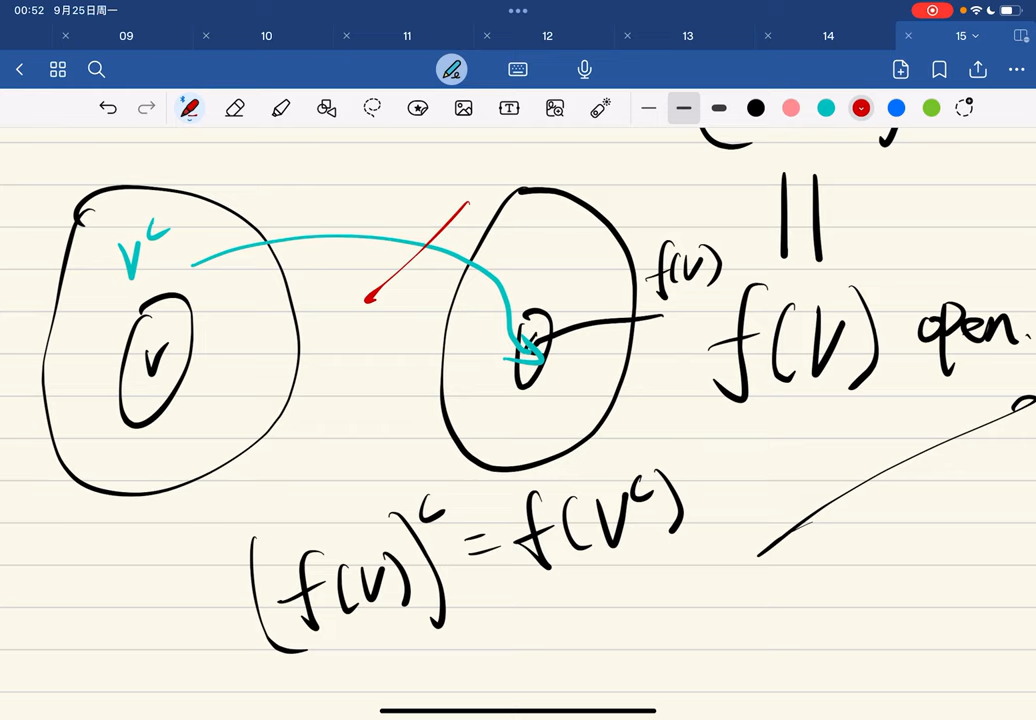 00:52 9月25日周一
09 10 11 12 13 14 15
T
V^c
V
f(V)
f(V) open.
(f(V))^c = f(V^c)